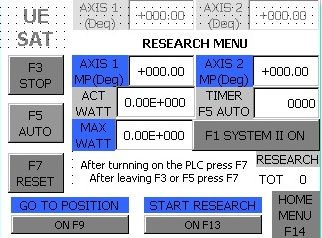 UE
SAT
AXIS 1
(Deg)
+000.00
AXIS 2
(Deg)
+000.00
RESEARCH MENU
F3
STOP
AXIS 1
MP(Deg)
+000.00
AXIS 2
MP(Deg)
+000.00
ACT
WATT
0.00E+000
TIMER
F5 AUTO
0000
F5
AUTO
MAX
WATT
0.00E+000
F1 SYSTEM II ON
F7
RESET
After turnning on the PLC press F7
After leaving F3 or F5 press F7
RESEARCH
TOT 0
GO TO POSITION
ON F9
START RESEARCH
ON F13
HOME
MENU
F14